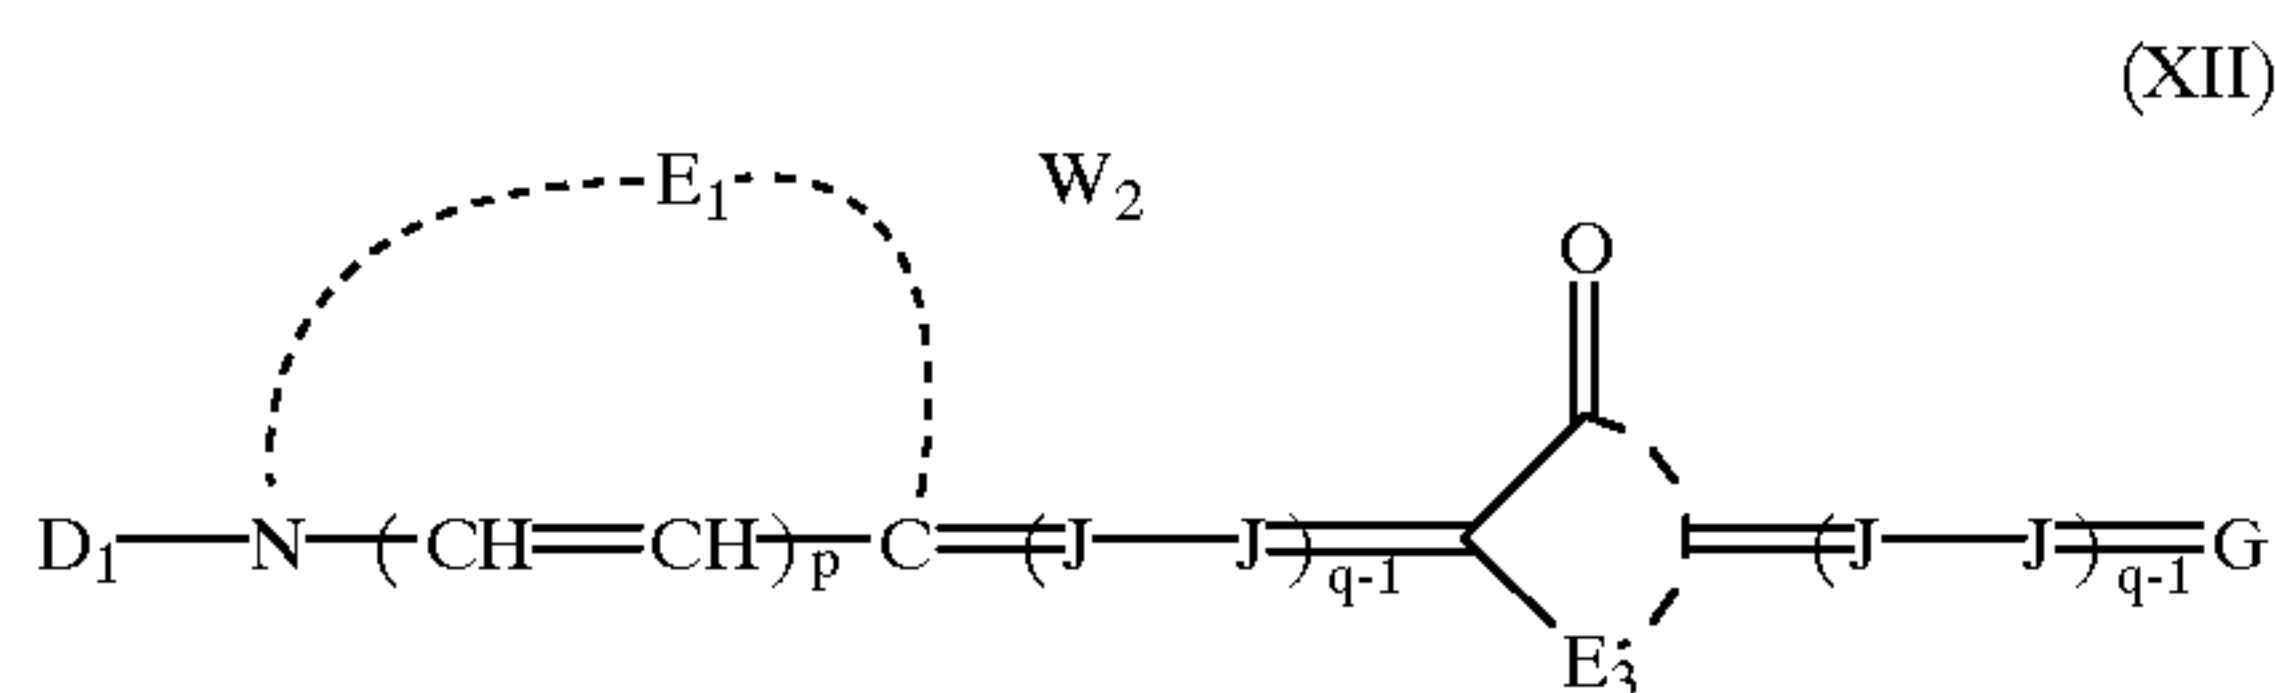 (XII)
E1 W2
O
D1—N—(CH=CH)p—C=(J—J)q-1= =(J—J)q-1=G
E3